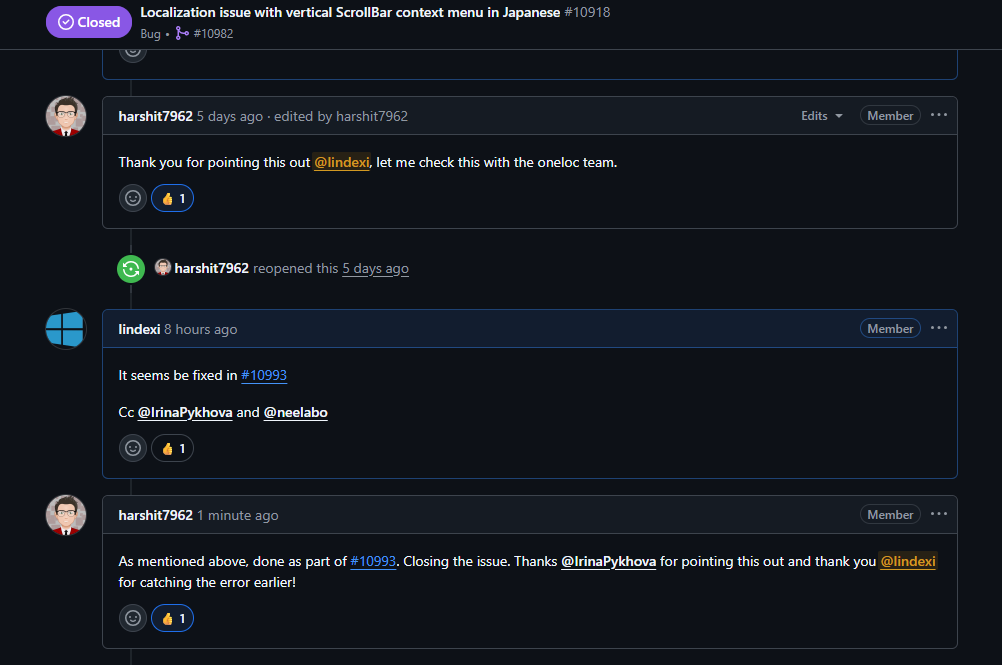 Closed
Localization issue with vertical ScrollBar context menu in Japanese #10918
Bug • #10982
harshit7962 5 days ago · edited by harshit7962 Edits Member ···
Thank you for pointing this out @lindexi, let me check this with the oneloc team.
👍 1
harshit7962 reopened this 5 days ago
lindexi 8 hours ago Member ···
It seems be fixed in #10993
Cc @IrinaPykhova and @neelabo
👍 1
harshit7962 1 minute ago Member ···
As mentioned above, done as part of #10993. Closing the issue. Thanks @IrinaPykhova for pointing this out and thank you @lindexi
for catching the error earlier!
👍 1